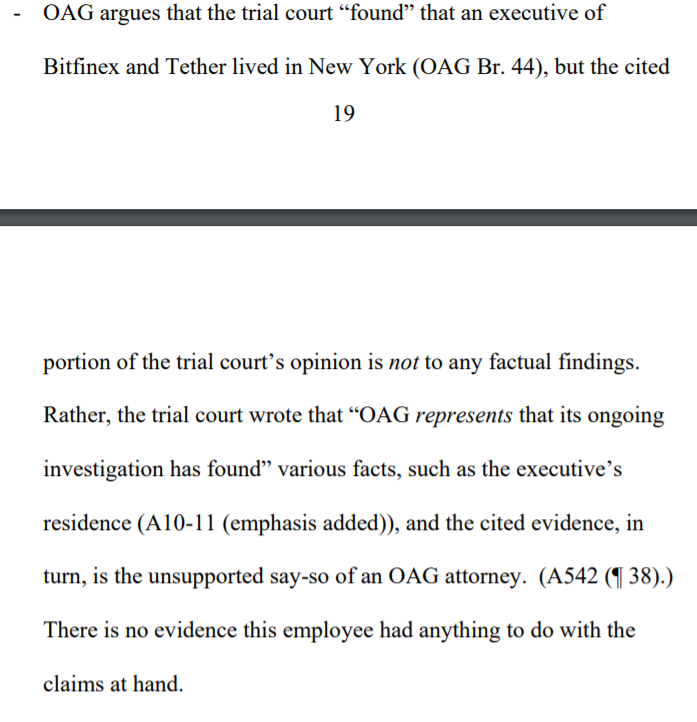 - OAG argues that the trial court “found” that an executive of
Bitfinex and Tether lived in New York (OAG Br. 44), but the cited
19
portion of the trial court’s opinion is not to any factual findings.
Rather, the trial court wrote that “OAG represents that its ongoing
investigation has found” various facts, such as the executive’s
residence (A10-11 (emphasis added)), and the cited evidence, in
turn, is the unsupported say-so of an OAG attorney. (A542 (¶ 38).)
There is no evidence this employee had anything to do with the
claims at hand.